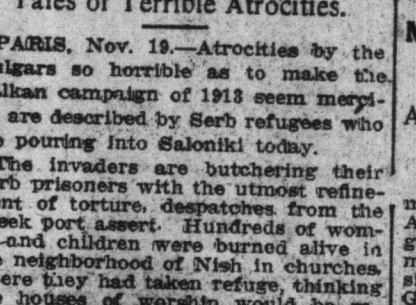 Tales of Terrible Atrocities.
PARIS, Nov. 19.—Atrocities by the
ulgars so horrible as to make the
lkan campaign of 1913 seem merci-
are described by Serb refugees who
pouring into Saloniki today.
The invaders are butchering their
rb prisoners with the utmost refine-
nt of torture, despatches from the
eek port assert. Hundreds of wom-
and children were burned alive in
neighborhood of Nish in churches,
ere they had taken refuge, thinking
houses of worship would